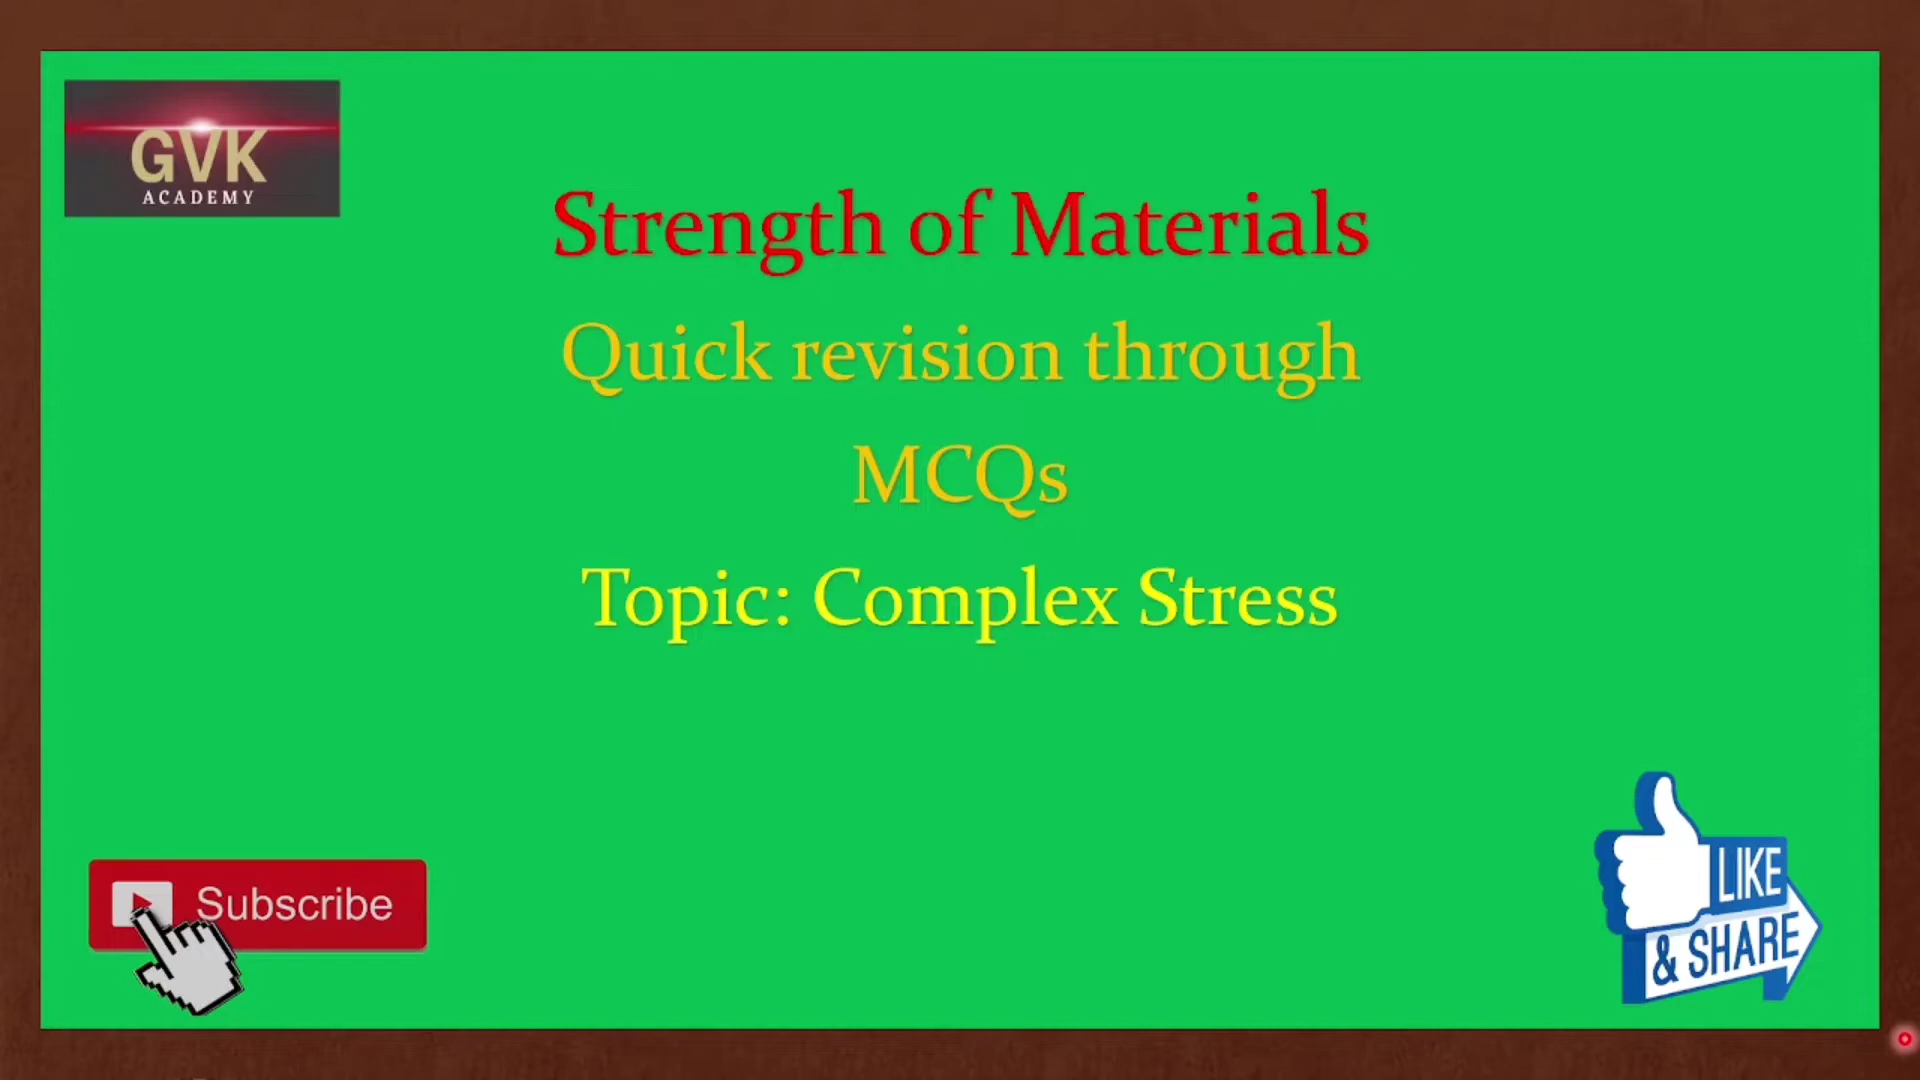 GVK
ACADEMY
Strength of Materials
Quick revision through
MCQs
Topic: Complex Stress
Subscribe
LIKE
& SHARE